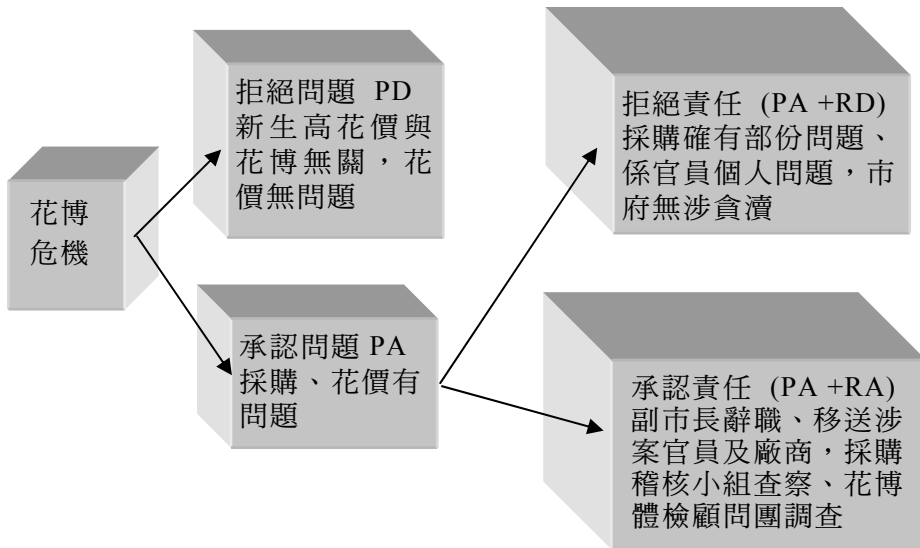 花博
危機
拒絕問題 PD
新生高花價與
花博無關，花
價無問題
承認問題 PA
採購、花價有
問題
拒絕責任 (PA +RD)
採購確有部份問題、
係官員個人問題，市
府無涉貪瀆
承認責任 (PA +RA)
副市長辭職、移送涉
案官員及廠商，採購
稽核小組查察、花博
體檢顧問團調查